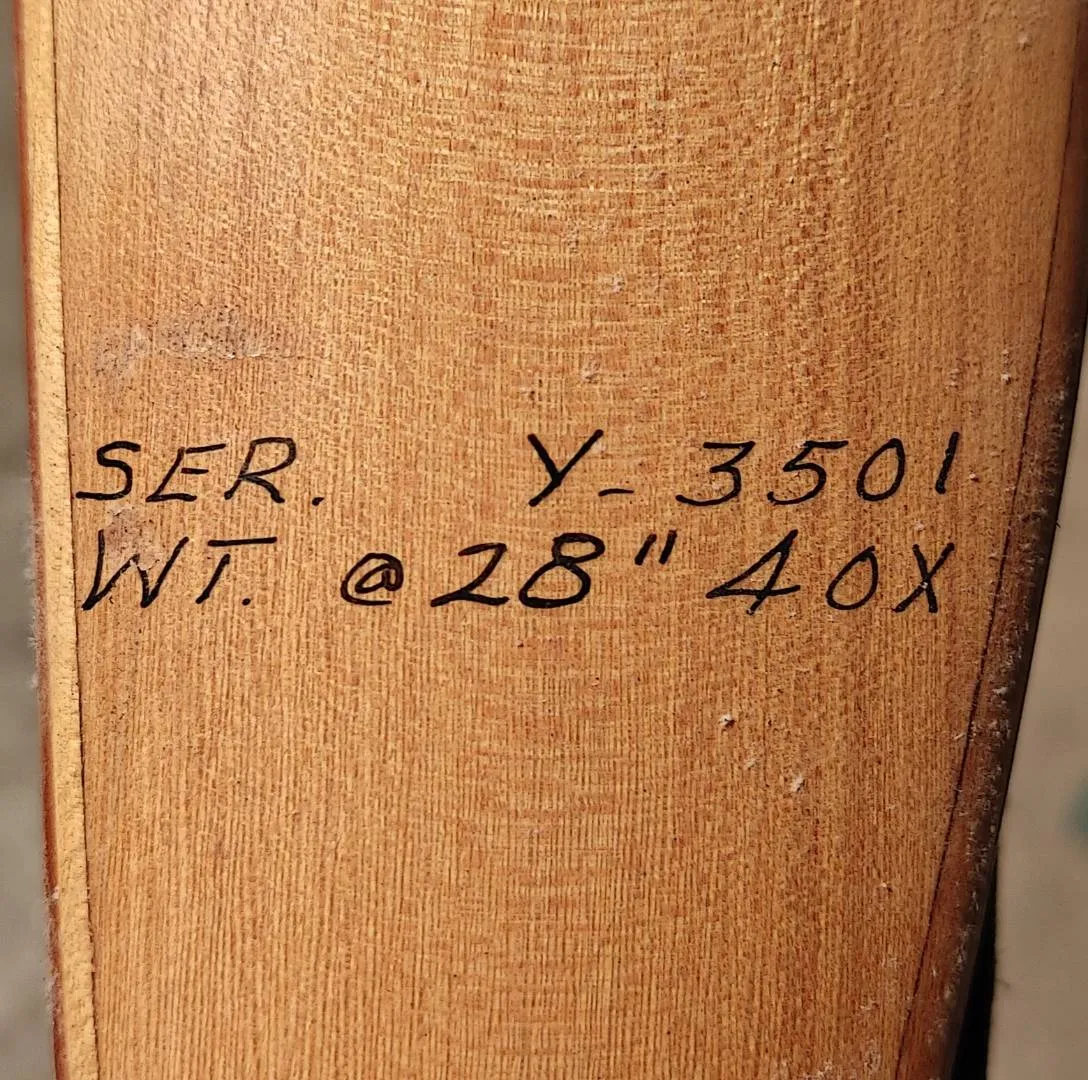 SER. Y-3501
WT. @ 28" 40X